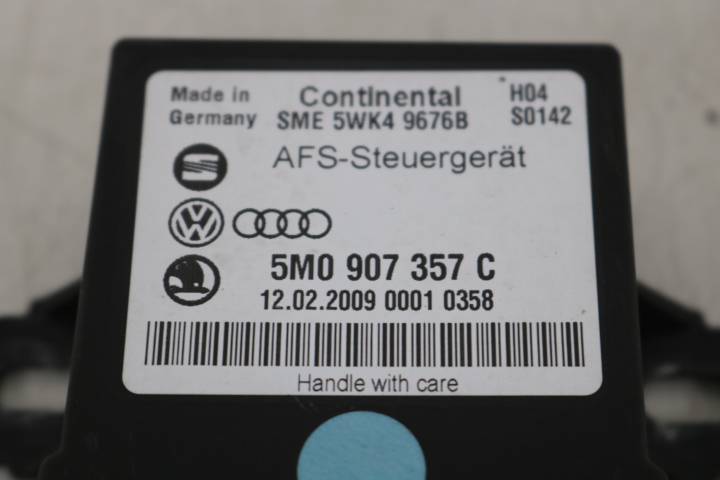 Made in Continental H04
Germany SME 5WK4 9676B S0142
AFS-Steuergerät
5M0 907 357 C
12.02.2009 0001 0358
Handle with care